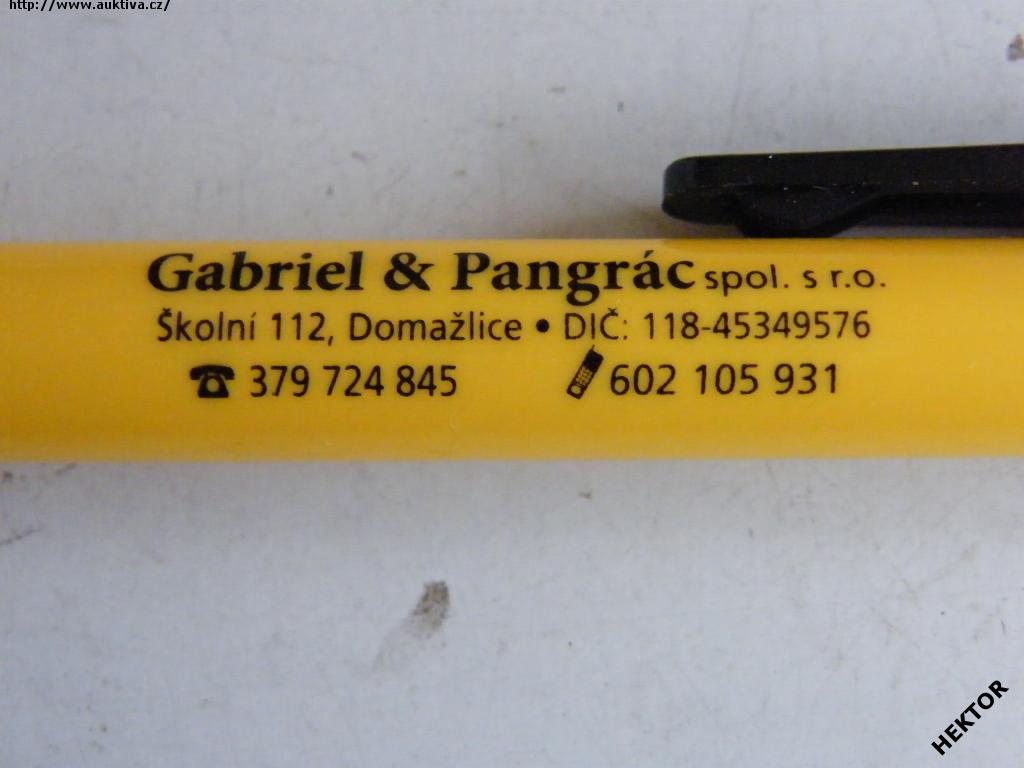 http://www.auktiva.cz/
Gabriel & Pangrác spol. s r.o.
Školní 112, Domažlice • DIČ: 118-45349576
379 724 845 602 105 931
HEKTOR